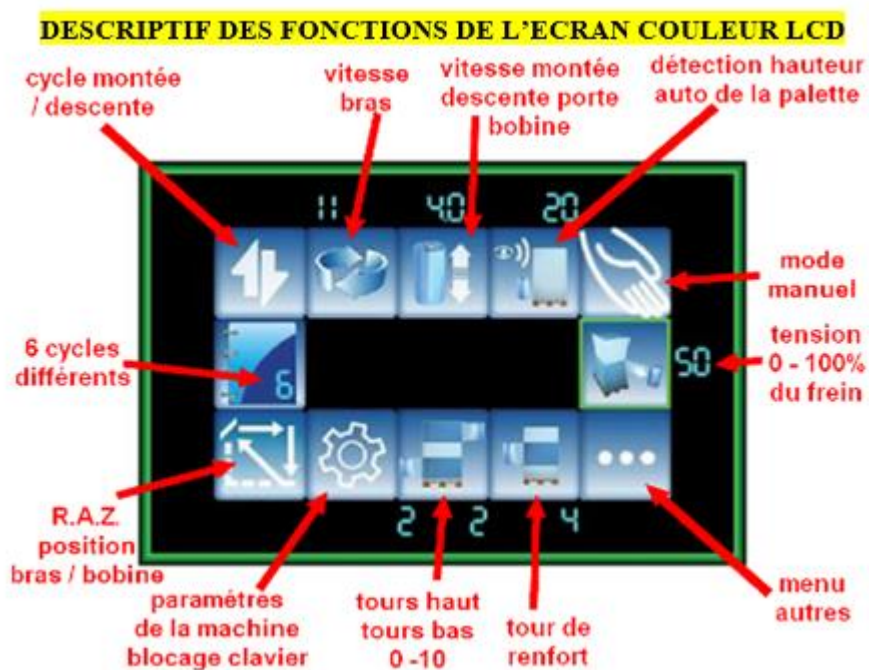 DESCRIPTIF DES FONCTIONS DE L'ECRAN COULEUR LCD
cycle montée
/ descente
vitesse
bras
vitesse montée
descente porte
bobine
détection hauteur
auto de la palette
11
4.0
20
mode
manuel
6 cycles
différents
6
50
tension
0 - 100%
du frein
R.A.Z.
position
bras / bobine
2
2
4
paramétres
de la machine
blocage clavier
tours haut
tours bas
0 -10
tour de
renfort
menu
autres